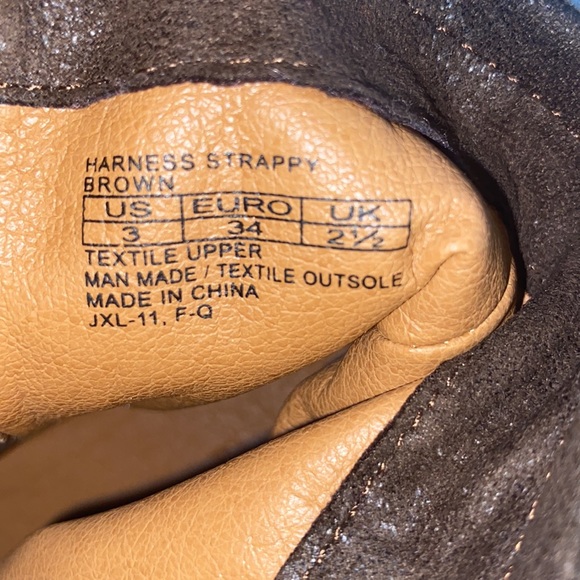 HARNESS STRAPPY
BROWN
US EURO UK
3 34 2½
TEXTILE UPPER
MAN MADE / TEXTILE OUTSOLE
MADE IN CHINA
JXL-11, F-Q